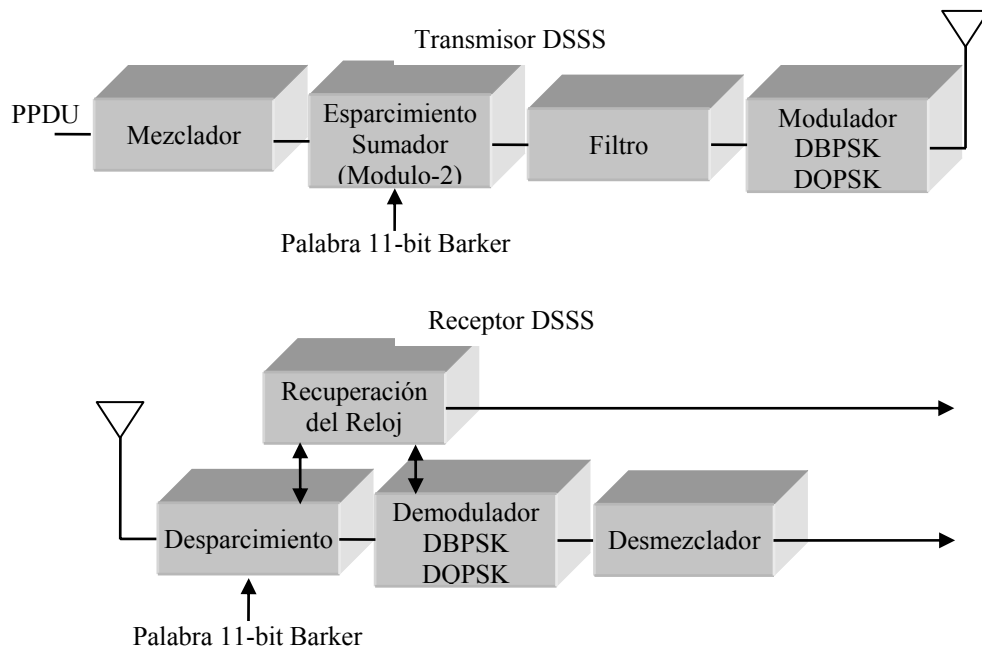 Transmisor DSSS
PPDU
Mezclador
Esparcimiento
Sumador
(Modulo-2)
Filtro
Modulador
DBPSK
DOPSK
Palabra 11-bit Barker
Receptor DSSS
Recuperación
del Reloj
Desparcimiento
Demodulador
DBPSK
DOPSK
Desmezclador
Palabra 11-bit Barker